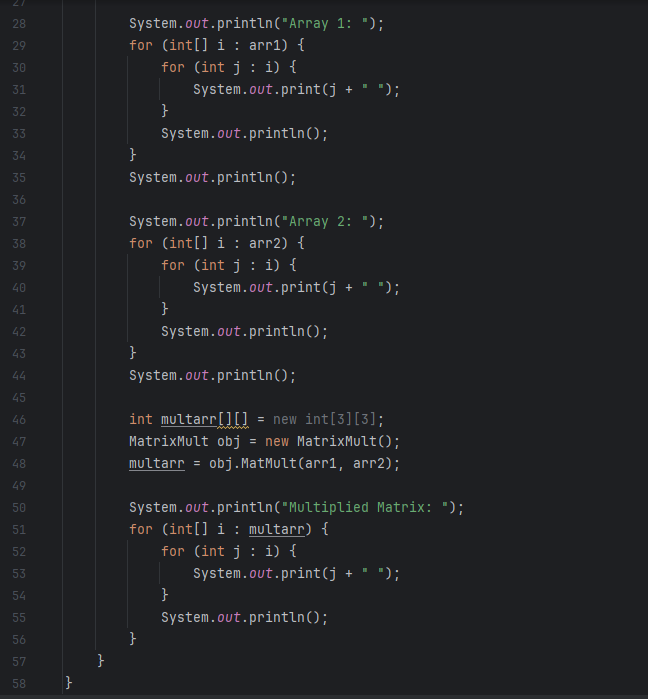 27
28 System.out.println("Array 1: ");
29 for (int[] i : arr1) {
30 for (int j : i) {
31 System.out.print(j + " ");
32 }
33 System.out.println();
34 }
35 System.out.println();
36
37 System.out.println("Array 2: ");
38 for (int[] i : arr2) {
39 for (int j : i) {
40 System.out.print(j + " ");
41 }
42 System.out.println();
43 }
44 System.out.println();
45
46 int multarr[][] = new int[3][3];
47 MatrixMult obj = new MatrixMult();
48 multarr = obj.MatMult(arr1, arr2);
49
50 System.out.println("Multiplied Matrix: ");
51 for (int[] i : multarr) {
52 for (int j : i) {
53 System.out.print(j + " ");
54 }
55 System.out.println();
56 }
57 }
58 }